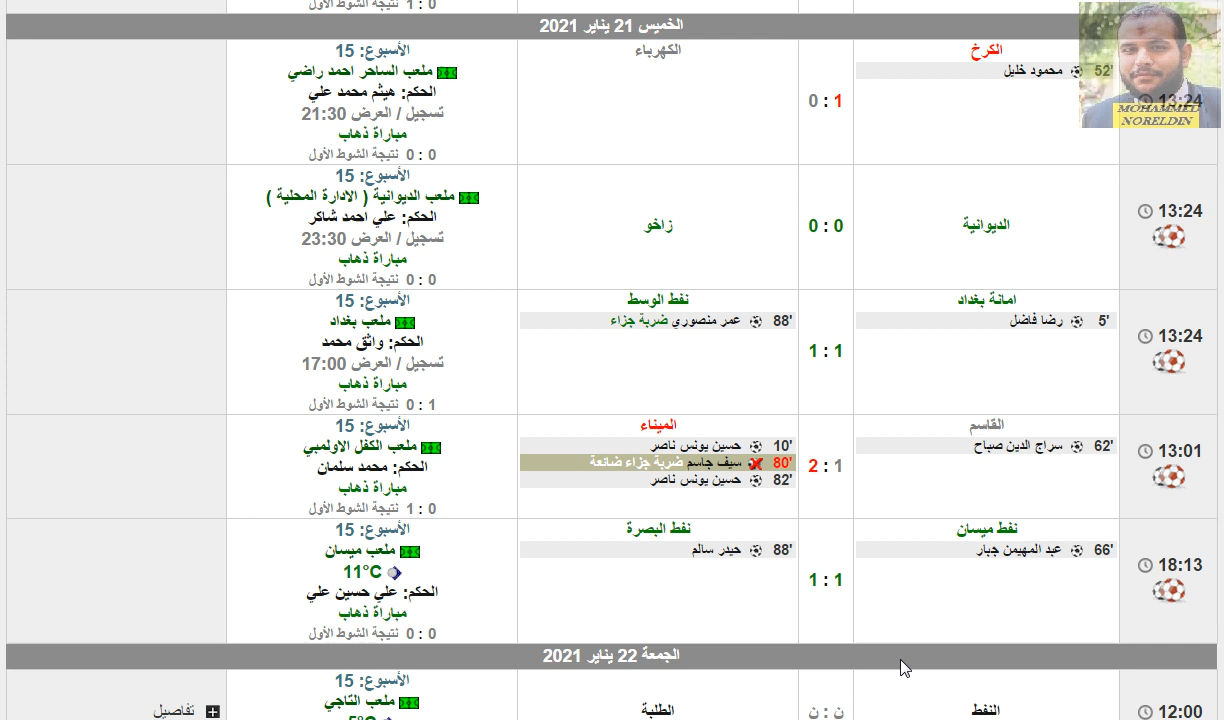 0 : 1 نتيجة الشوط الأول
الخميس 21 يناير 2021
13:24
MOHAMMED
NORELDIN
الكرخ
52' محمود خليل
1 : 0
الكهرباء
الأسبوع: 15
ملعب الساحر احمد راضي
الحكم: هيثم محمد علي
تسجيل / العرض 21:30
مباراة ذهاب
0 : 0 نتيجة الشوط الأول
13:24
الديوانية
0 : 0
زاخو
الأسبوع: 15
ملعب الديوانية ( الادارة المحلية )
الحكم: علي احمد شاكر
تسجيل / العرض 23:30
مباراة ذهاب
0 : 0 نتيجة الشوط الأول
13:24
امانة بغداد
5' رضا فاضل
1 : 1
نفط الوسط
88' عمر منصوري ضربة جزاء
الأسبوع: 15
ملعب بغداد
الحكم: واثق محمد
تسجيل / العرض 17:00
مباراة ذهاب
1 : 0 نتيجة الشوط الأول
13:01
القاسم
62' سراج الدين صباح
1 : 2
الميناء
10' حسين يونس ناصر
80' سيف جاسم ضربة جزاء ضائعة
82' حسين يونس ناصر
الأسبوع: 15
ملعب الكفل الاولمبي
الحكم: محمد سلمان
مباراة ذهاب
0 : 1 نتيجة الشوط الأول
18:13
نفط ميسان
66' عبد المهيمن جبار
1 : 1
نفط البصرة
88' حيدر سالم
الأسبوع: 15
ملعب ميسان
11°C
الحكم: علي حسين علي
مباراة ذهاب
0 : 0 نتيجة الشوط الأول
الجمعة 22 يناير 2021
12:00
النفط
ن : ن
الطلبة
الأسبوع: 15
ملعب التاجي
5°C
تفاصيل